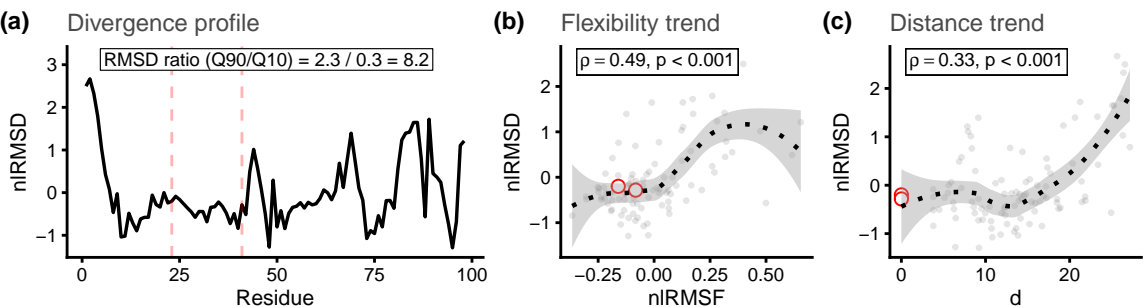 (a) Divergence profile
RMSD ratio (Q90/Q10) = 2.3 / 0.3 = 8.2
nlRMSD
3
2
1
0
−1
0 25 50 75 100
Residue
(b) Flexibility trend
ρ = 0.49, p < 0.001
nlRMSD
2
1
0
−1
−0.25 0.00 0.25 0.50
nlRMSF
(c) Distance trend
ρ = 0.33, p < 0.001
nlRMSD
2
1
0
−1
0 10 20
d